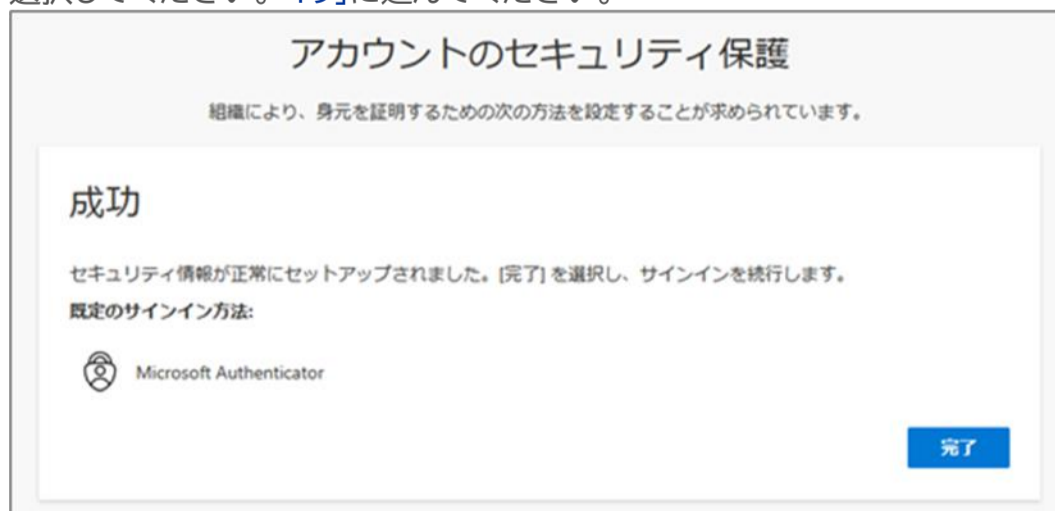 アカウントのセキュリティ保護
組織により、身元を証明するための次の方法を設定することが求められています。
成功
セキュリティ情報が正常にセットアップされました。[完了] を選択し、サインインを続行します。
既定のサインイン方法:
Microsoft Authenticator
完了